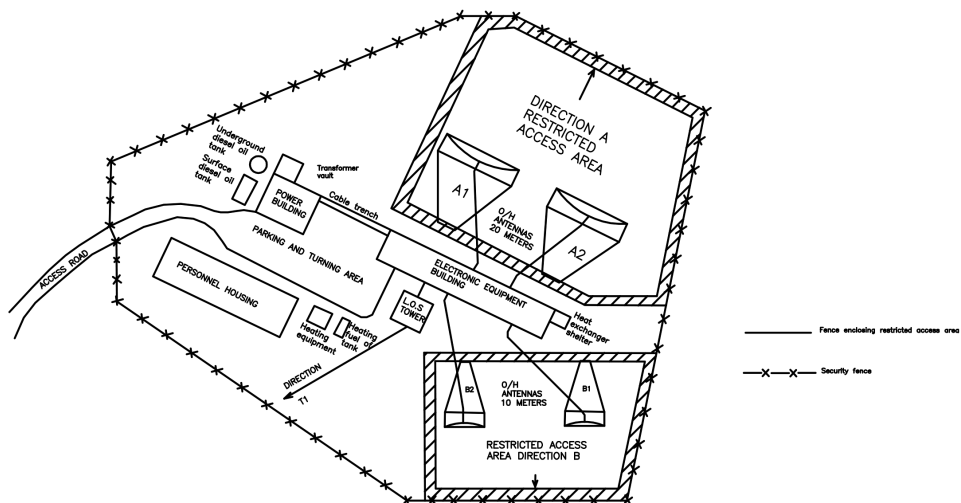 DIRECTION A
RESTRICTED
ACCESS AREA
Underground
diesel oil
tank
Surface
diesel oil
tank
Transformer
vault
POWER
BUILDING
Cable trench
A1
O/H
ANTENNAS
20 METERS
A2
PARKING AND TURNING AREA
ELECTRONIC EQUIPMENT
BUILDING
ACCESS ROAD
PERSONNEL HOUSING
L.O.S
TOWER
Heating
equipment
Heating
fuel oil
tank
Heat
exchanger
shelter
DIRECTION
T1
B2
O/H
ANTENNAS
10 METERS
B1
RESTRICTED ACCESS
AREA DIRECTION B
Fence enclosing restricted access area
Security fence